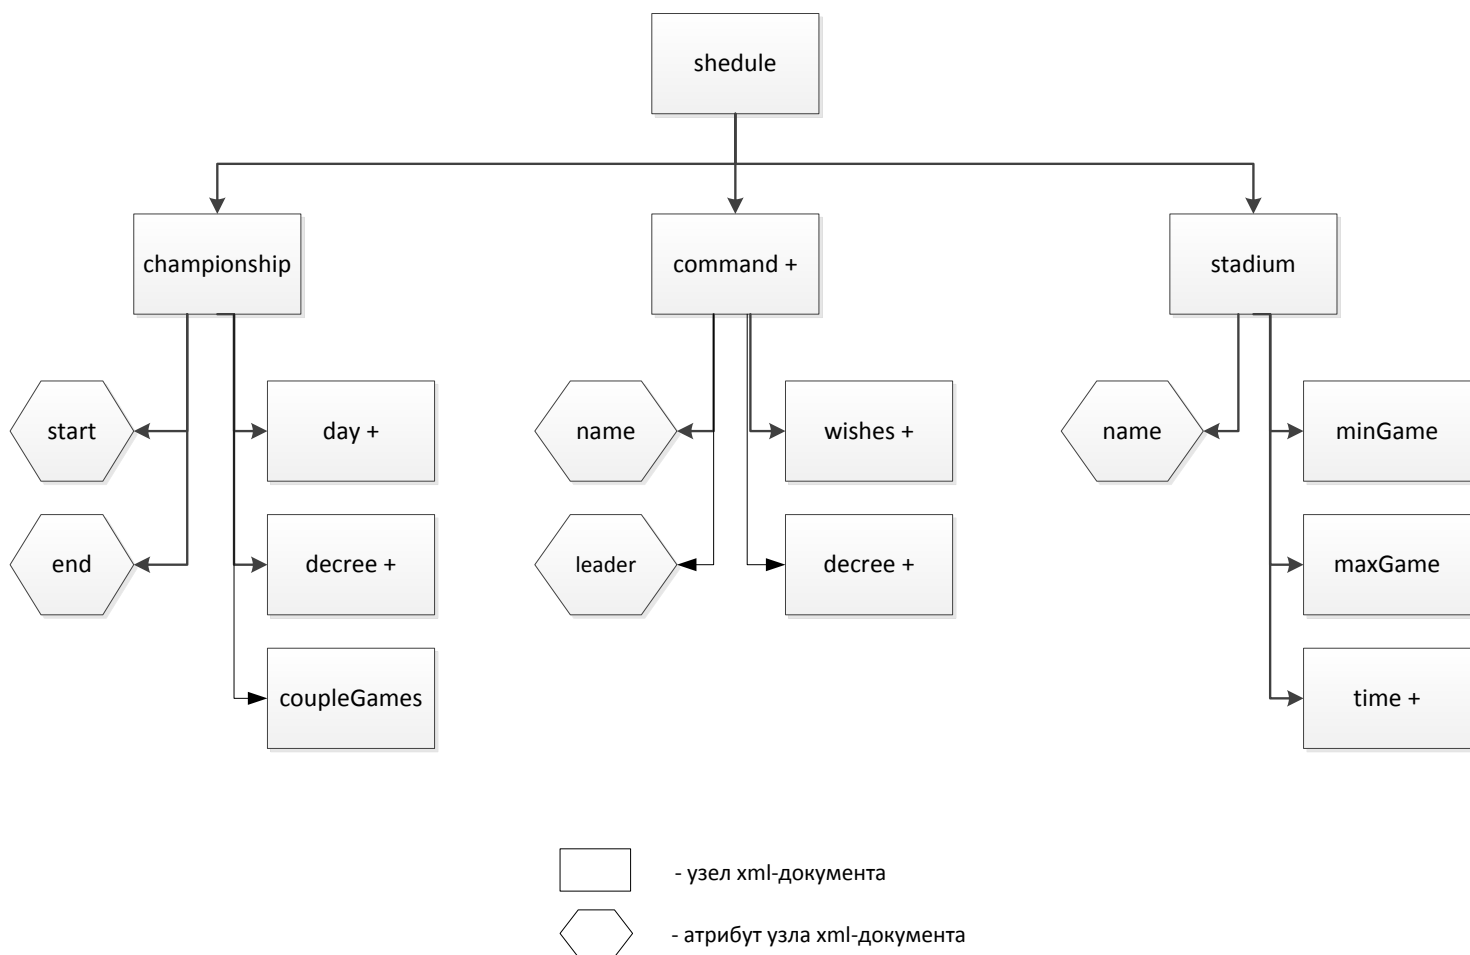 shedule
championship
command +
stadium
start
day +
name
wishes +
name
minGame
end
decree +
leader
decree +
maxGame
coupleGames
time +
- узел xml-документа
- атрибут узла xml-документа